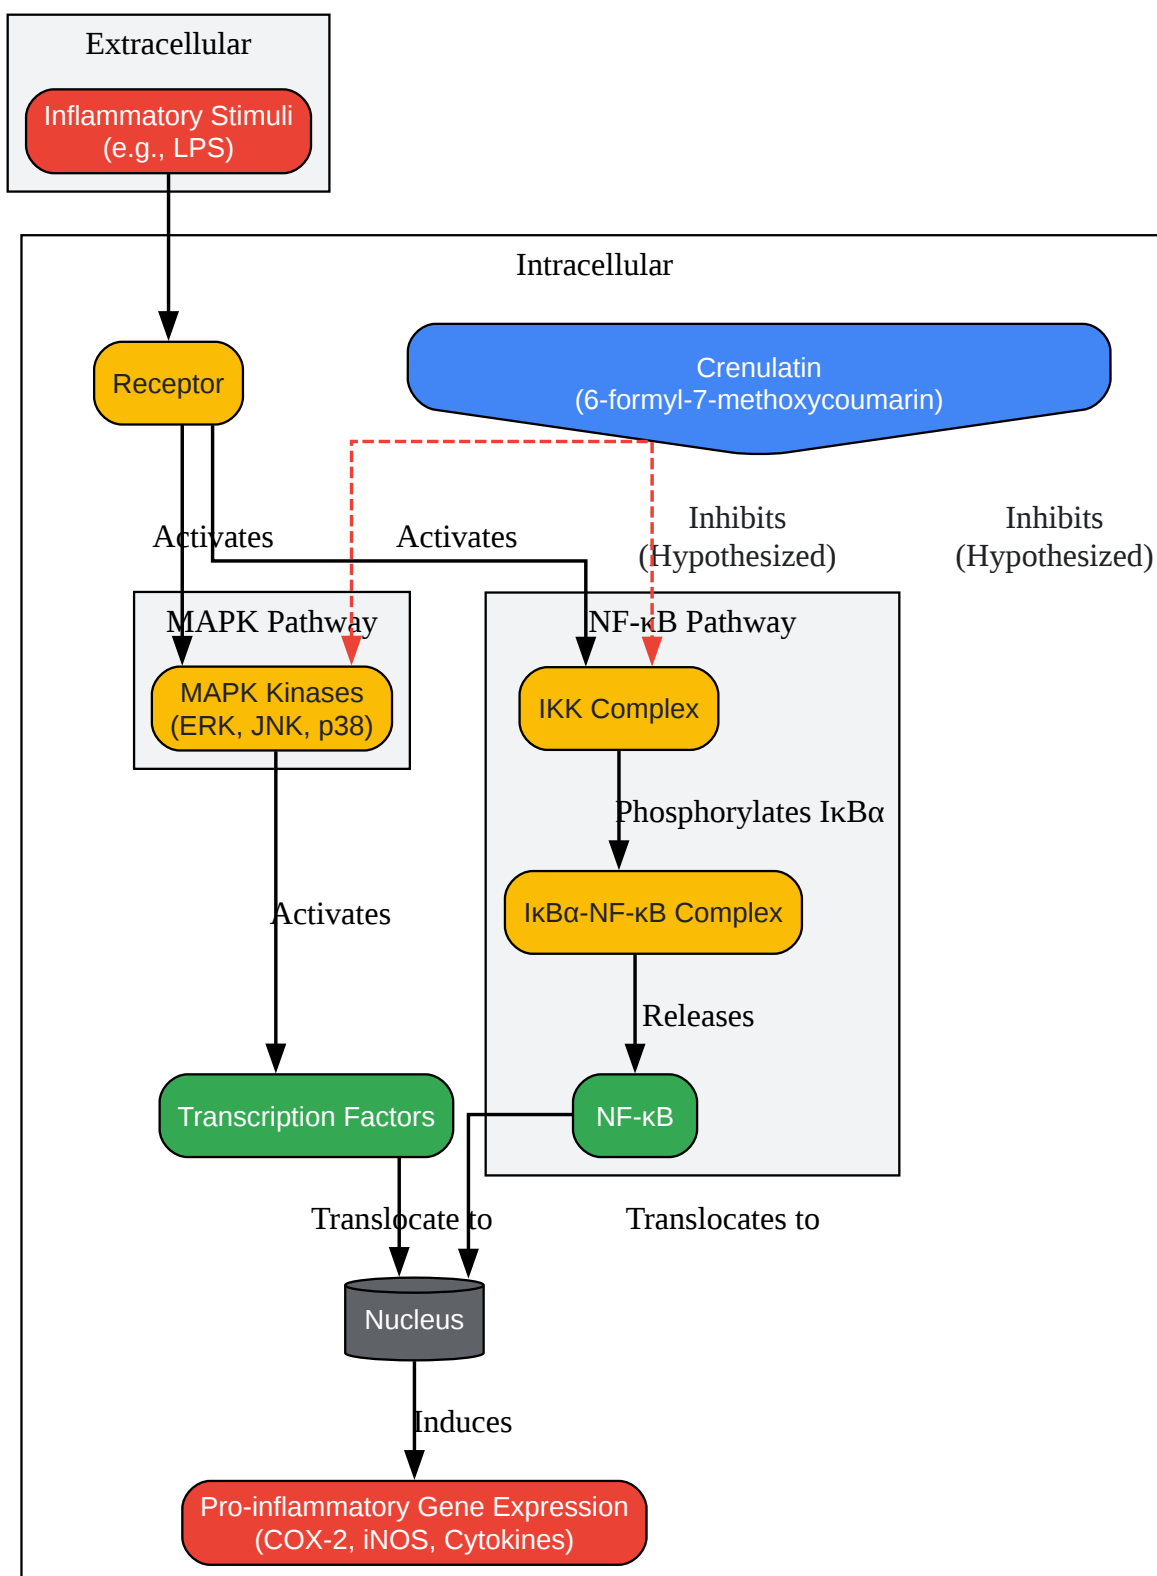 Extracellular
Inflammatory Stimuli
(e.g., LPS)
Intracellular
Receptor
Crenulatin
(6-formyl-7-methoxycoumarin)
Activates
Activates
Inhibits
(Hypothesized)
Inhibits
(Hypothesized)
MAPK Pathway
NF-κB Pathway
MAPK Kinases
(ERK, JNK, p38)
IKK Complex
Phosphorylates IκBα
Activates
IκBα-NF-κB Complex
Releases
Transcription Factors
NF-κB
Translocate to
Translocates to
Nucleus
Induces
Pro-inflammatory Gene Expression
(COX-2, iNOS, Cytokines)